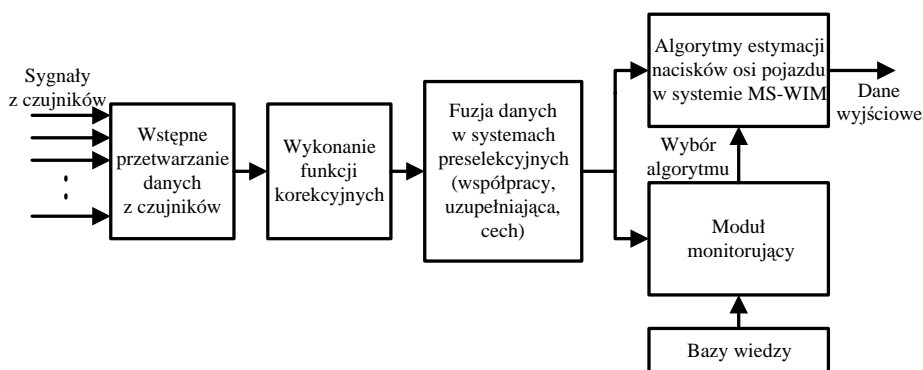 Sygnały
z czujników
Wstępne
przetwarzanie
danych
z czujników
Wykonanie
funkcji
korekcyjnych
Fuzja danych
w systemach
preselekcyjnych
(współpracy,
uzupełniająca,
cech)
Algorytmy estymacji
nacisków osi pojazdu
w systemie MS-WIM
Dane
wyjściowe
Wybór
algorytmu
Moduł
monitorujący
Bazy wiedzy